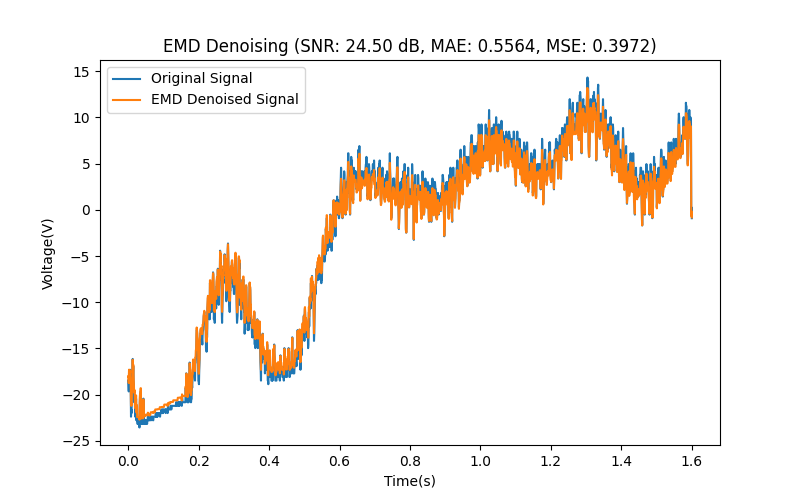 EMD Denoising (SNR: 24.50 dB, MAE: 0.5564, MSE: 0.3972)
Original Signal
EMD Denoised Signal
Voltage(V)
15
10
5
0
−5
−10
−15
−20
−25
0.0 0.2 0.4 0.6 0.8 1.0 1.2 1.4 1.6
Time(s)